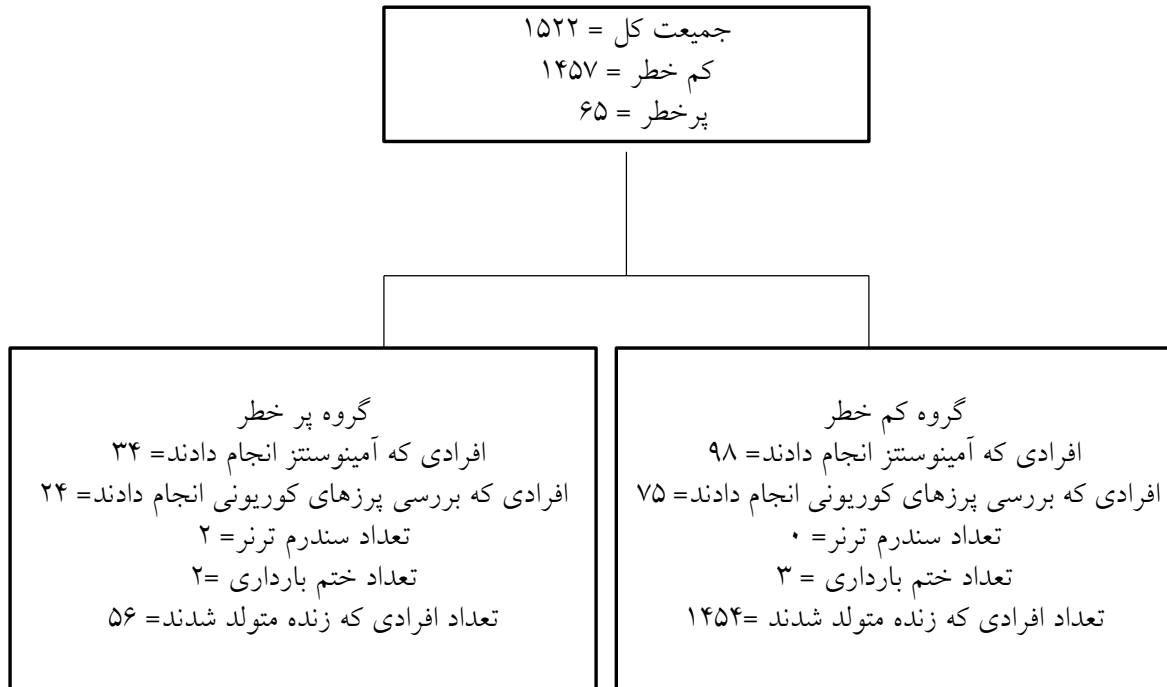 جمیعت کل = ۱۵۲۲
کم خطر = ۱۴۵۷
پرخطر = ۶۵
گروه کم خطر
افرادی که آمینوسنتز انجام دادند= ۹۸
افرادی که بررسی پرزهای کوریونی انجام دادند= ۷۵
تعداد سندرم ترنر= ۰
تعداد ختم بارداری = ۳
تعداد افرادی که زنده متولد شدند =۱۴۵۴
گروه پر خطر
افرادی که آمینوسنتز انجام دادند= ۳۴
افرادی که بررسی پرزهای کوریونی انجام دادند= ۲۴
تعداد سندرم ترنر= ۲
تعداد ختم بارداری =۲
تعداد افرادی که زنده متولد شدند= ۵۶